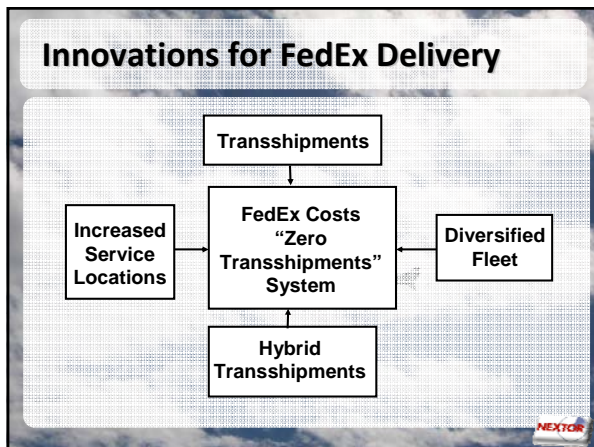 Innovations for FedEx Delivery
Transshipments
Increased
Service
Locations
FedEx Costs
“Zero
Transshipments”
System
Diversified
Fleet
Hybrid
Transshipments
NEXTOR